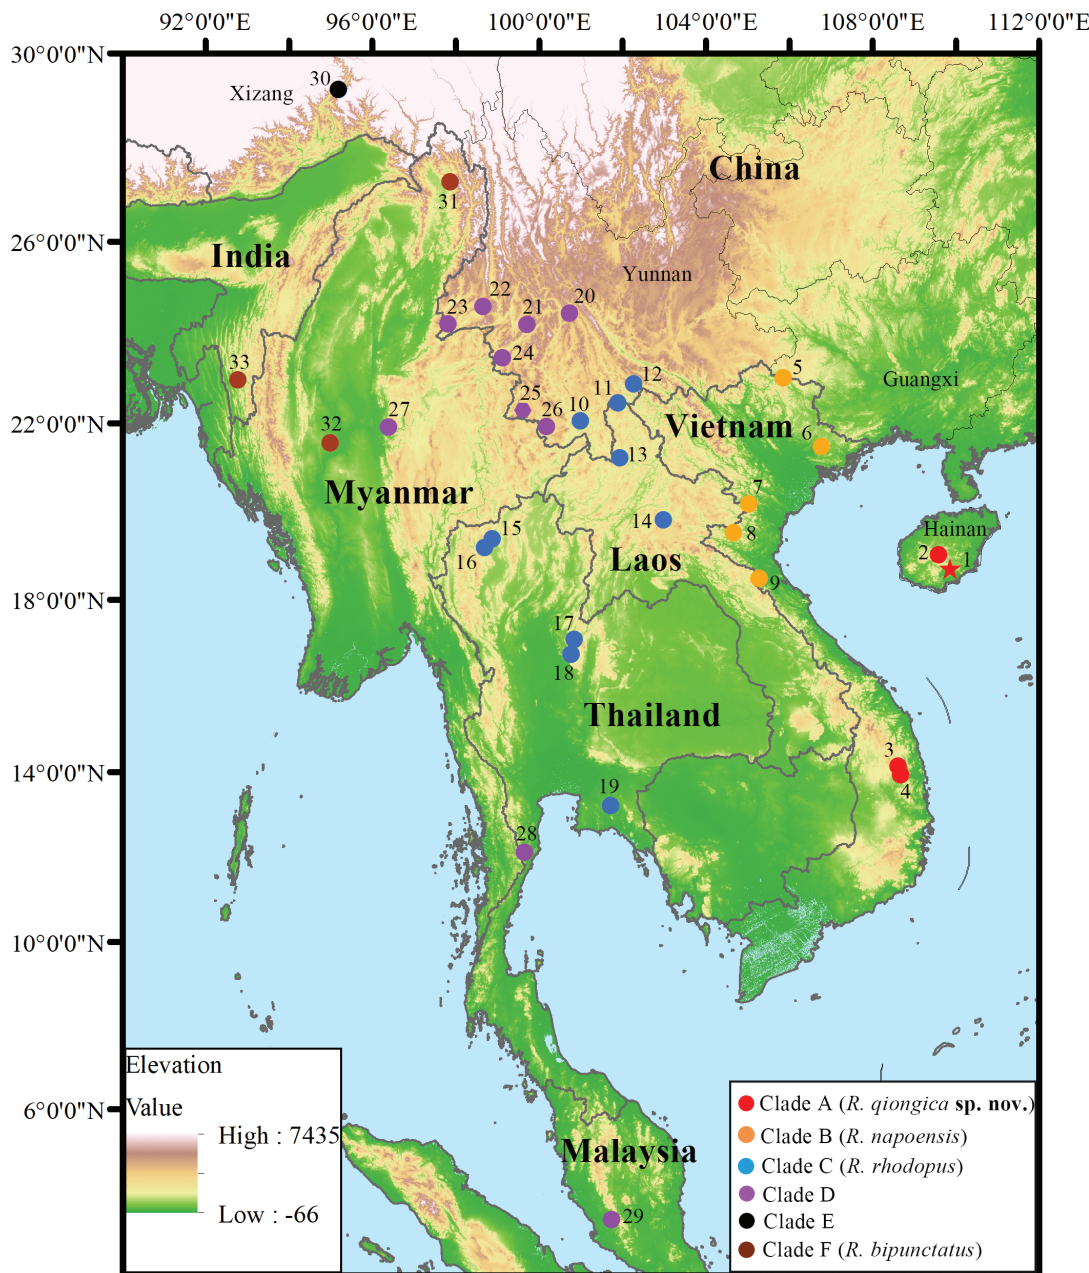 92°0'0"E 96°0'0"E 100°0'0"E 104°0'0"E 108°0'0"E 112°0'0"E
30°0'0"N
30
Xizang
China
31
26°0'0"N
India
Yunnan
22
20
23
21
24
33
5
12
Guangxi
25
11
10
22°0'0"N
32
27
26
Vietnam
6
13
Myanmar
7
14
15
Hainan
8
16
Laos
2
1
9
18°0'0"N
17
18
Thailand
3
14°0'0"N
4
19
28
10°0'0"N
6°0'0"N
Malaysia
29
Elevation
Value
High : 7435
Low : -66
Clade A (R. qiongica sp. nov.)
Clade B (R. napoensis)
Clade C (R. rhodopus)
Clade D
Clade E
Clade F (R. bipunctatus)